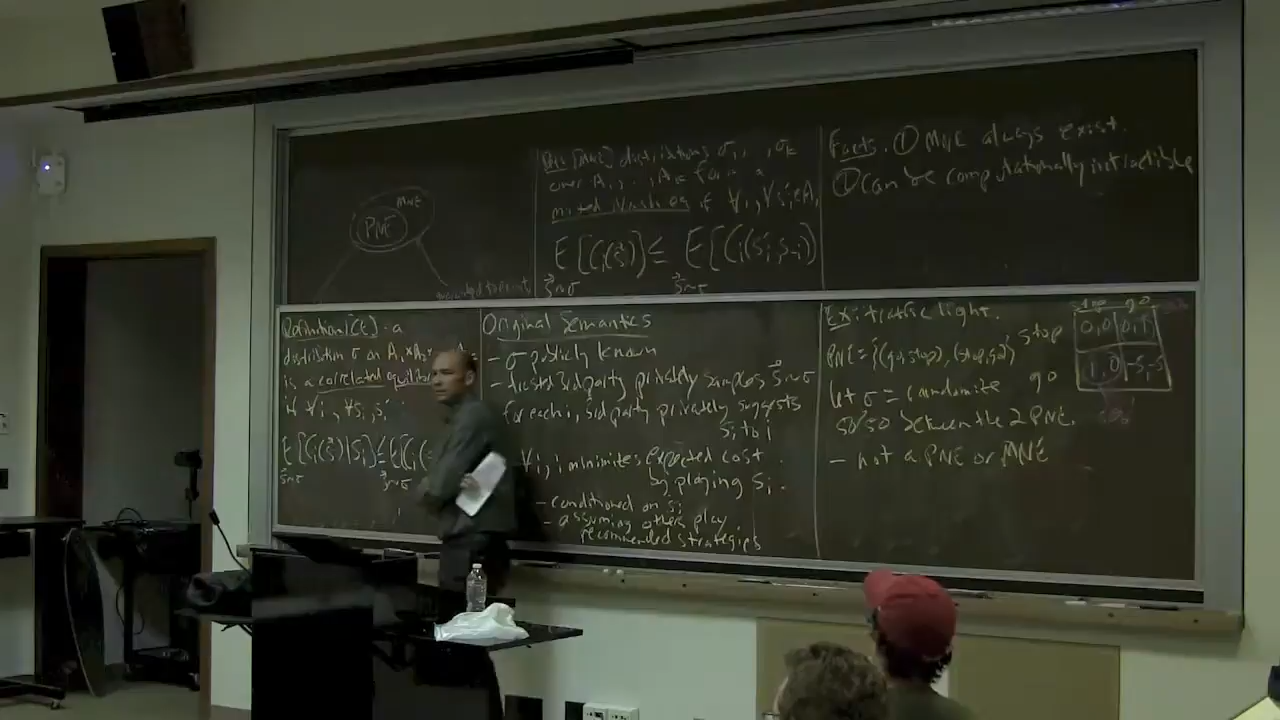 MNE
PNE
Def [MNE] distributions σ1, .., σk
over A1, .., Ak form a
mixed Nash eq if ∀i, ∀si'∈Ai
E[Ci(s)] ≤ E[Ci(si', s-i)]
s~σ s~σ
Facts. ① MNE always exist.
② Can be computationally intractible
Definition [CE]: a
distribution σ on A1×A2×
is a correlated equilib
if ∀i, ∀si, si'
E[Ci(s)|si] ≤ E[Ci(
s~σ s~σ
Original Semantics
- σ publicly known
- trusted 3rd party privately samples s~σ
for each i, 3rd party privately suggests
si to i
∀i, i minimizes expected cost
by playing si.
- conditioned on si
- assuming others play
recommended strategies
Ex: traffic light.
PNE = {(go,stop), (stop,go)}
let σ = randomize
50/50 between the 2 PNE.
- not a PNE or MNE
stop go
stop 0,0 0,1
go 1,0 -5,-5